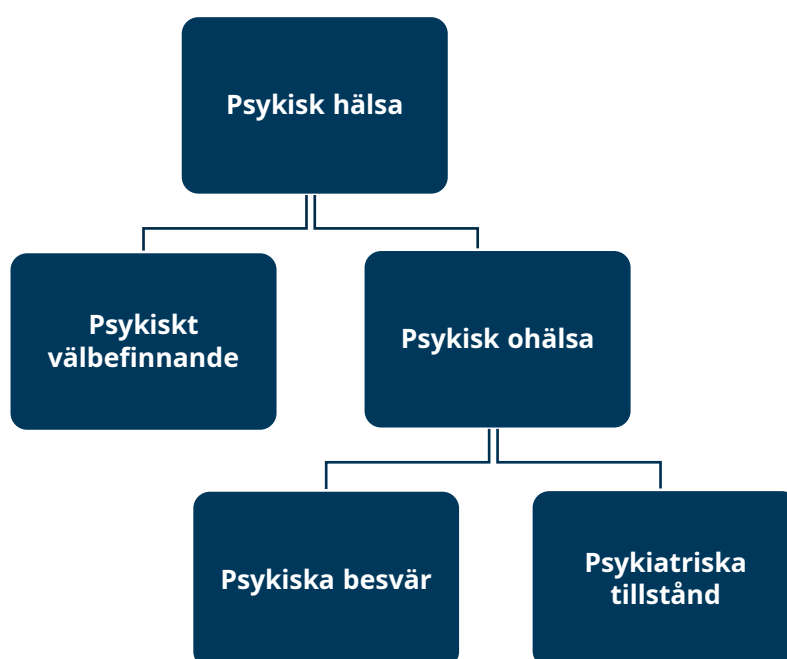 Psykisk hälsa
Psykiskt
välbefinnande
Psykisk ohälsa
Psykiska besvär
Psykiatriska
tillstånd